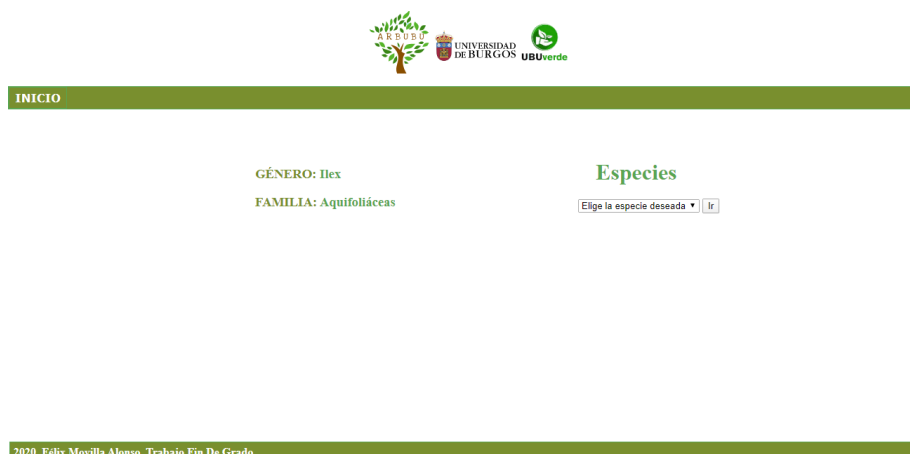 ARBUBU
UNIVERSIDAD
DE BURGOS
UBUverde
INICIO
GÉNERO: Ilex
FAMILIA: Aquifoliáceas
Especies
Elige la especie deseada
Ir
2020. Félix Movilla Alonso. Trabajo Fin De Grado